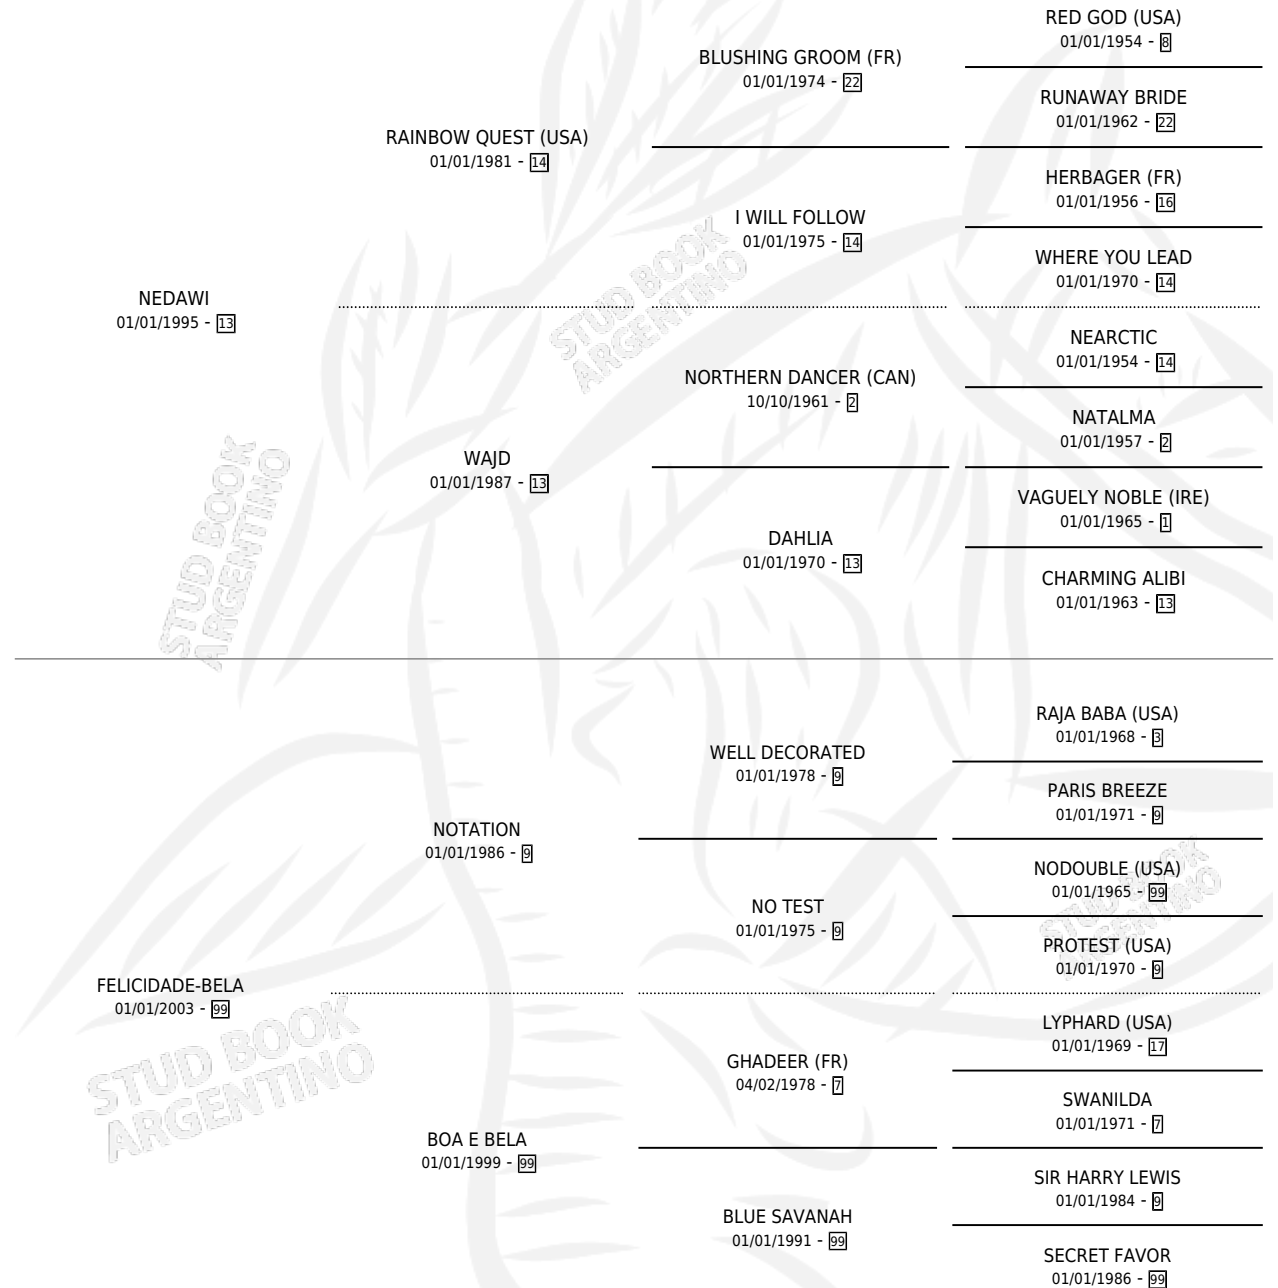 RED GOD (USA)
01/01/1954 - 8
BLUSHING GROOM (FR)
01/01/1974 - 22
RUNAWAY BRIDE
01/01/1962 - 22
RAINBOW QUEST (USA)
01/01/1981 - 14
HERBAGER (FR)
01/01/1956 - 16
I WILL FOLLOW
01/01/1975 - 14
WHERE YOU LEAD
01/01/1970 - 14
NEDAWI
01/01/1995 - 13
STUD BOOK
ARGENTINO
NEARCTIC
01/01/1954 - 14
NORTHERN DANCER (CAN)
10/10/1961 - 2
NATALMA
01/01/1957 - 2
WAJD
01/01/1987 - 13
VAGUELY NOBLE (IRE)
01/01/1965 - 1
DAHLIA
01/01/1970 - 13
CHARMING ALIBI
01/01/1963 - 13
STUD BOOK
ARGENTINO
RAJA BABA (USA)
01/01/1968 - 3
WELL DECORATED
01/01/1978 - 9
PARIS BREEZE
01/01/1971 - 9
NOTATION
01/01/1986 - 9
NODOUBLE (USA)
01/01/1965 - 99
NO TEST
01/01/1975 - 9
STUD BOOK
ARGENTINO
PROTEST (USA)
01/01/1970 - 9
FELICIDADE-BELA
01/01/2003 - 99
LYPHARD (USA)
01/01/1969 - 17
GHADEER (FR)
04/02/1978 - 7
STUD BOOK
ARGENTINO
SWANILDA
01/01/1971 - 7
BOA E BELA
01/01/1999 - 99
SIR HARRY LEWIS
01/01/1984 - 9
BLUE SAVANAH
01/01/1991 - 99
SECRET FAVOR
01/01/1986 - 99